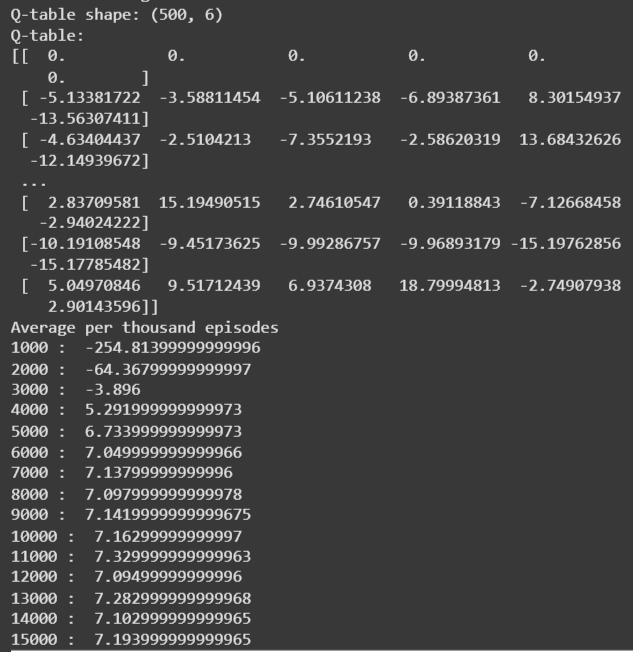 Q-table shape: (500, 6)
Q-table:
[[  0.          0.          0.          0.          0.
    0.        ]
 [ -5.13381722  -3.58811454  -5.10611238  -6.89387361   8.30154937
  -13.56307411]
 [ -4.63404437  -2.5104213   -7.3552193   -2.58620319  13.68432626
  -12.14939672]
 ...
 [  2.83709581  15.19490515   2.74610547   0.39118843  -7.12668458
   -2.94024222]
 [-10.19108548  -9.45173625  -9.99286757  -9.96893179 -15.19762856
  -15.17785482]
 [  5.04970846   9.51712439   6.9374308   18.79994813  -2.74907938
    2.90143596]]
Average per thousand episodes
1000 :  -254.81399999999996
2000 :  -64.36799999999997
3000 :  -3.896
4000 :  5.291999999999973
5000 :  6.733999999999973
6000 :  7.049999999999966
7000 :  7.13799999999996
8000 :  7.097999999999978
9000 :  7.1419999999999675
10000 :  7.16299999999997
11000 :  7.329999999999963
12000 :  7.09499999999996
13000 :  7.282999999999968
14000 :  7.102999999999965
15000 :  7.193999999999965